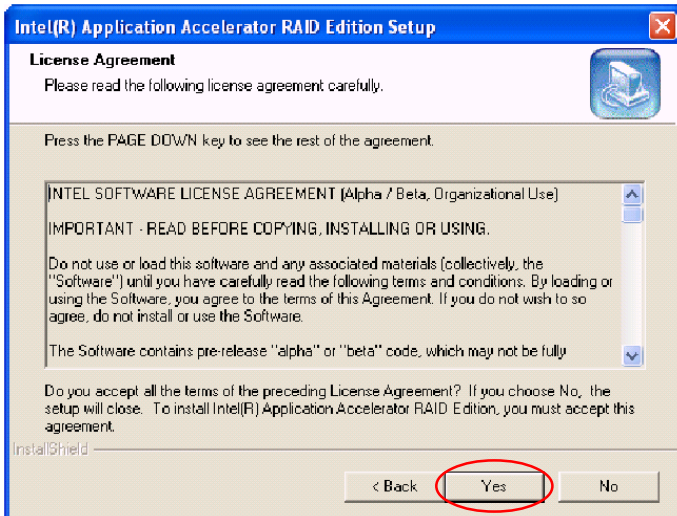 Intel(R) Application Accelerator RAID Edition Setup
License Agreement
Please read the following license agreement carefully.
Press the PAGE DOWN key to see the rest of the agreement.
INTEL SOFTWARE LICENSE AGREEMENT (Alpha / Beta, Organizational Use)
IMPORTANT - READ BEFORE COPYING, INSTALLING OR USING.
Do not use or load this software and any associated materials (collectively, the
"Software") until you have carefully read the following terms and conditions. By loading or
using the Software, you agree to the terms of this Agreement. If you do not wish to so
agree, do not install or use the Software.
The Software contains pre-release "alpha" or "beta" code, which may not be fully
Do you accept all the terms of the preceding License Agreement? If you choose No, the
setup will close. To install Intel(R) Application Accelerator RAID Edition, you must accept this
agreement.
InstallShield
< Back
Yes
No